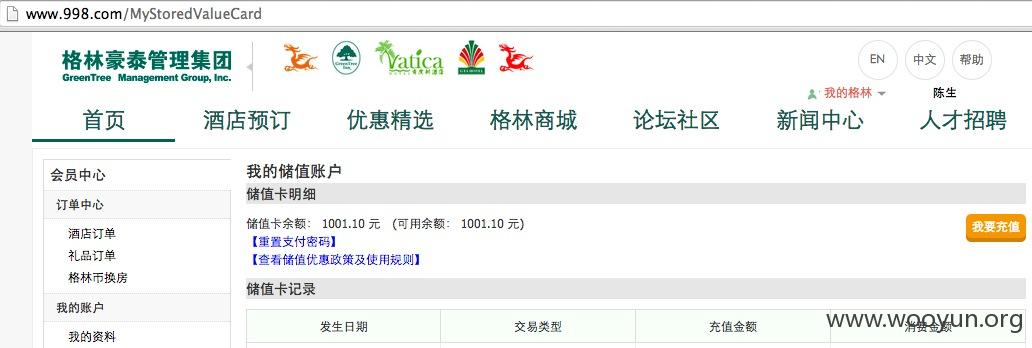 www.998.com/MyStoredValueCard
格林豪泰管理集团
GreenTree Management Group, Inc.
GreenTree Inn
Vatica
EN 中文 帮助
我的格林 陈生
首页 酒店预订 优惠精选 格林商城 论坛社区 新闻中心 人才招聘
会员中心
订单中心
酒店订单
礼品订单
格林币换房
我的账户
我的资料
我的储值账户
储值卡明细
储值卡余额: 1001.10 元 (可用余额: 1001.10 元)
我要充值
【重置支付密码】
【查看储值优惠政策及使用规则】
储值卡记录
发生日期 交易类型 充值金额 消费金额
www.wooyun.org